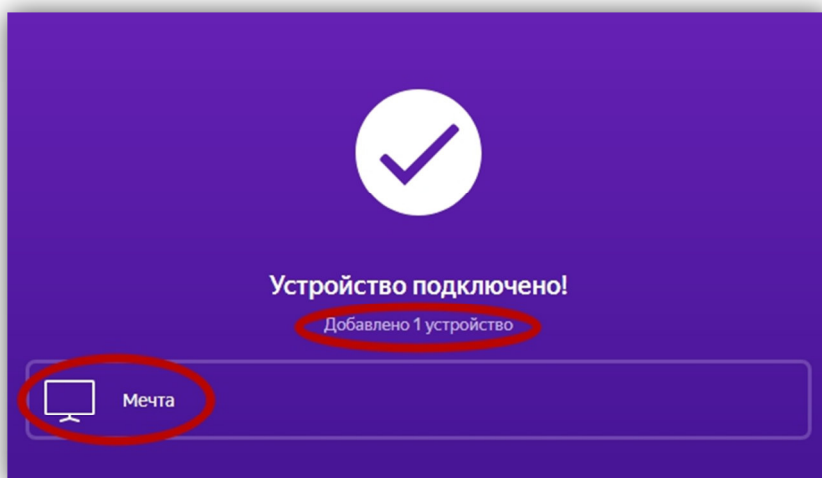 Устройство подключено!
Добавлено 1 устройство
Мечта